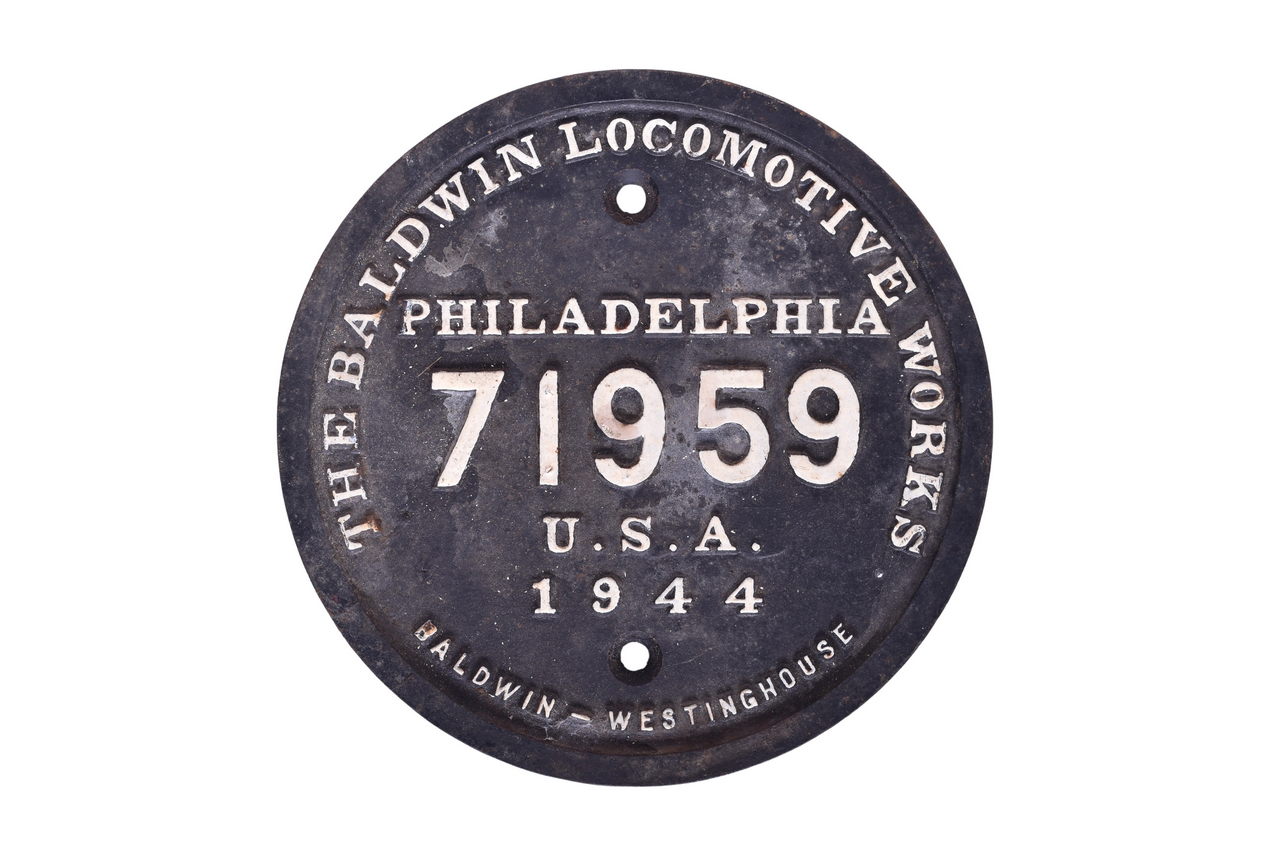 THE BALDWIN LOCOMOTIVE WORKS
PHILADELPHIA
71959
U.S.A.
1944
BALDWIN – WESTINGHOUSE